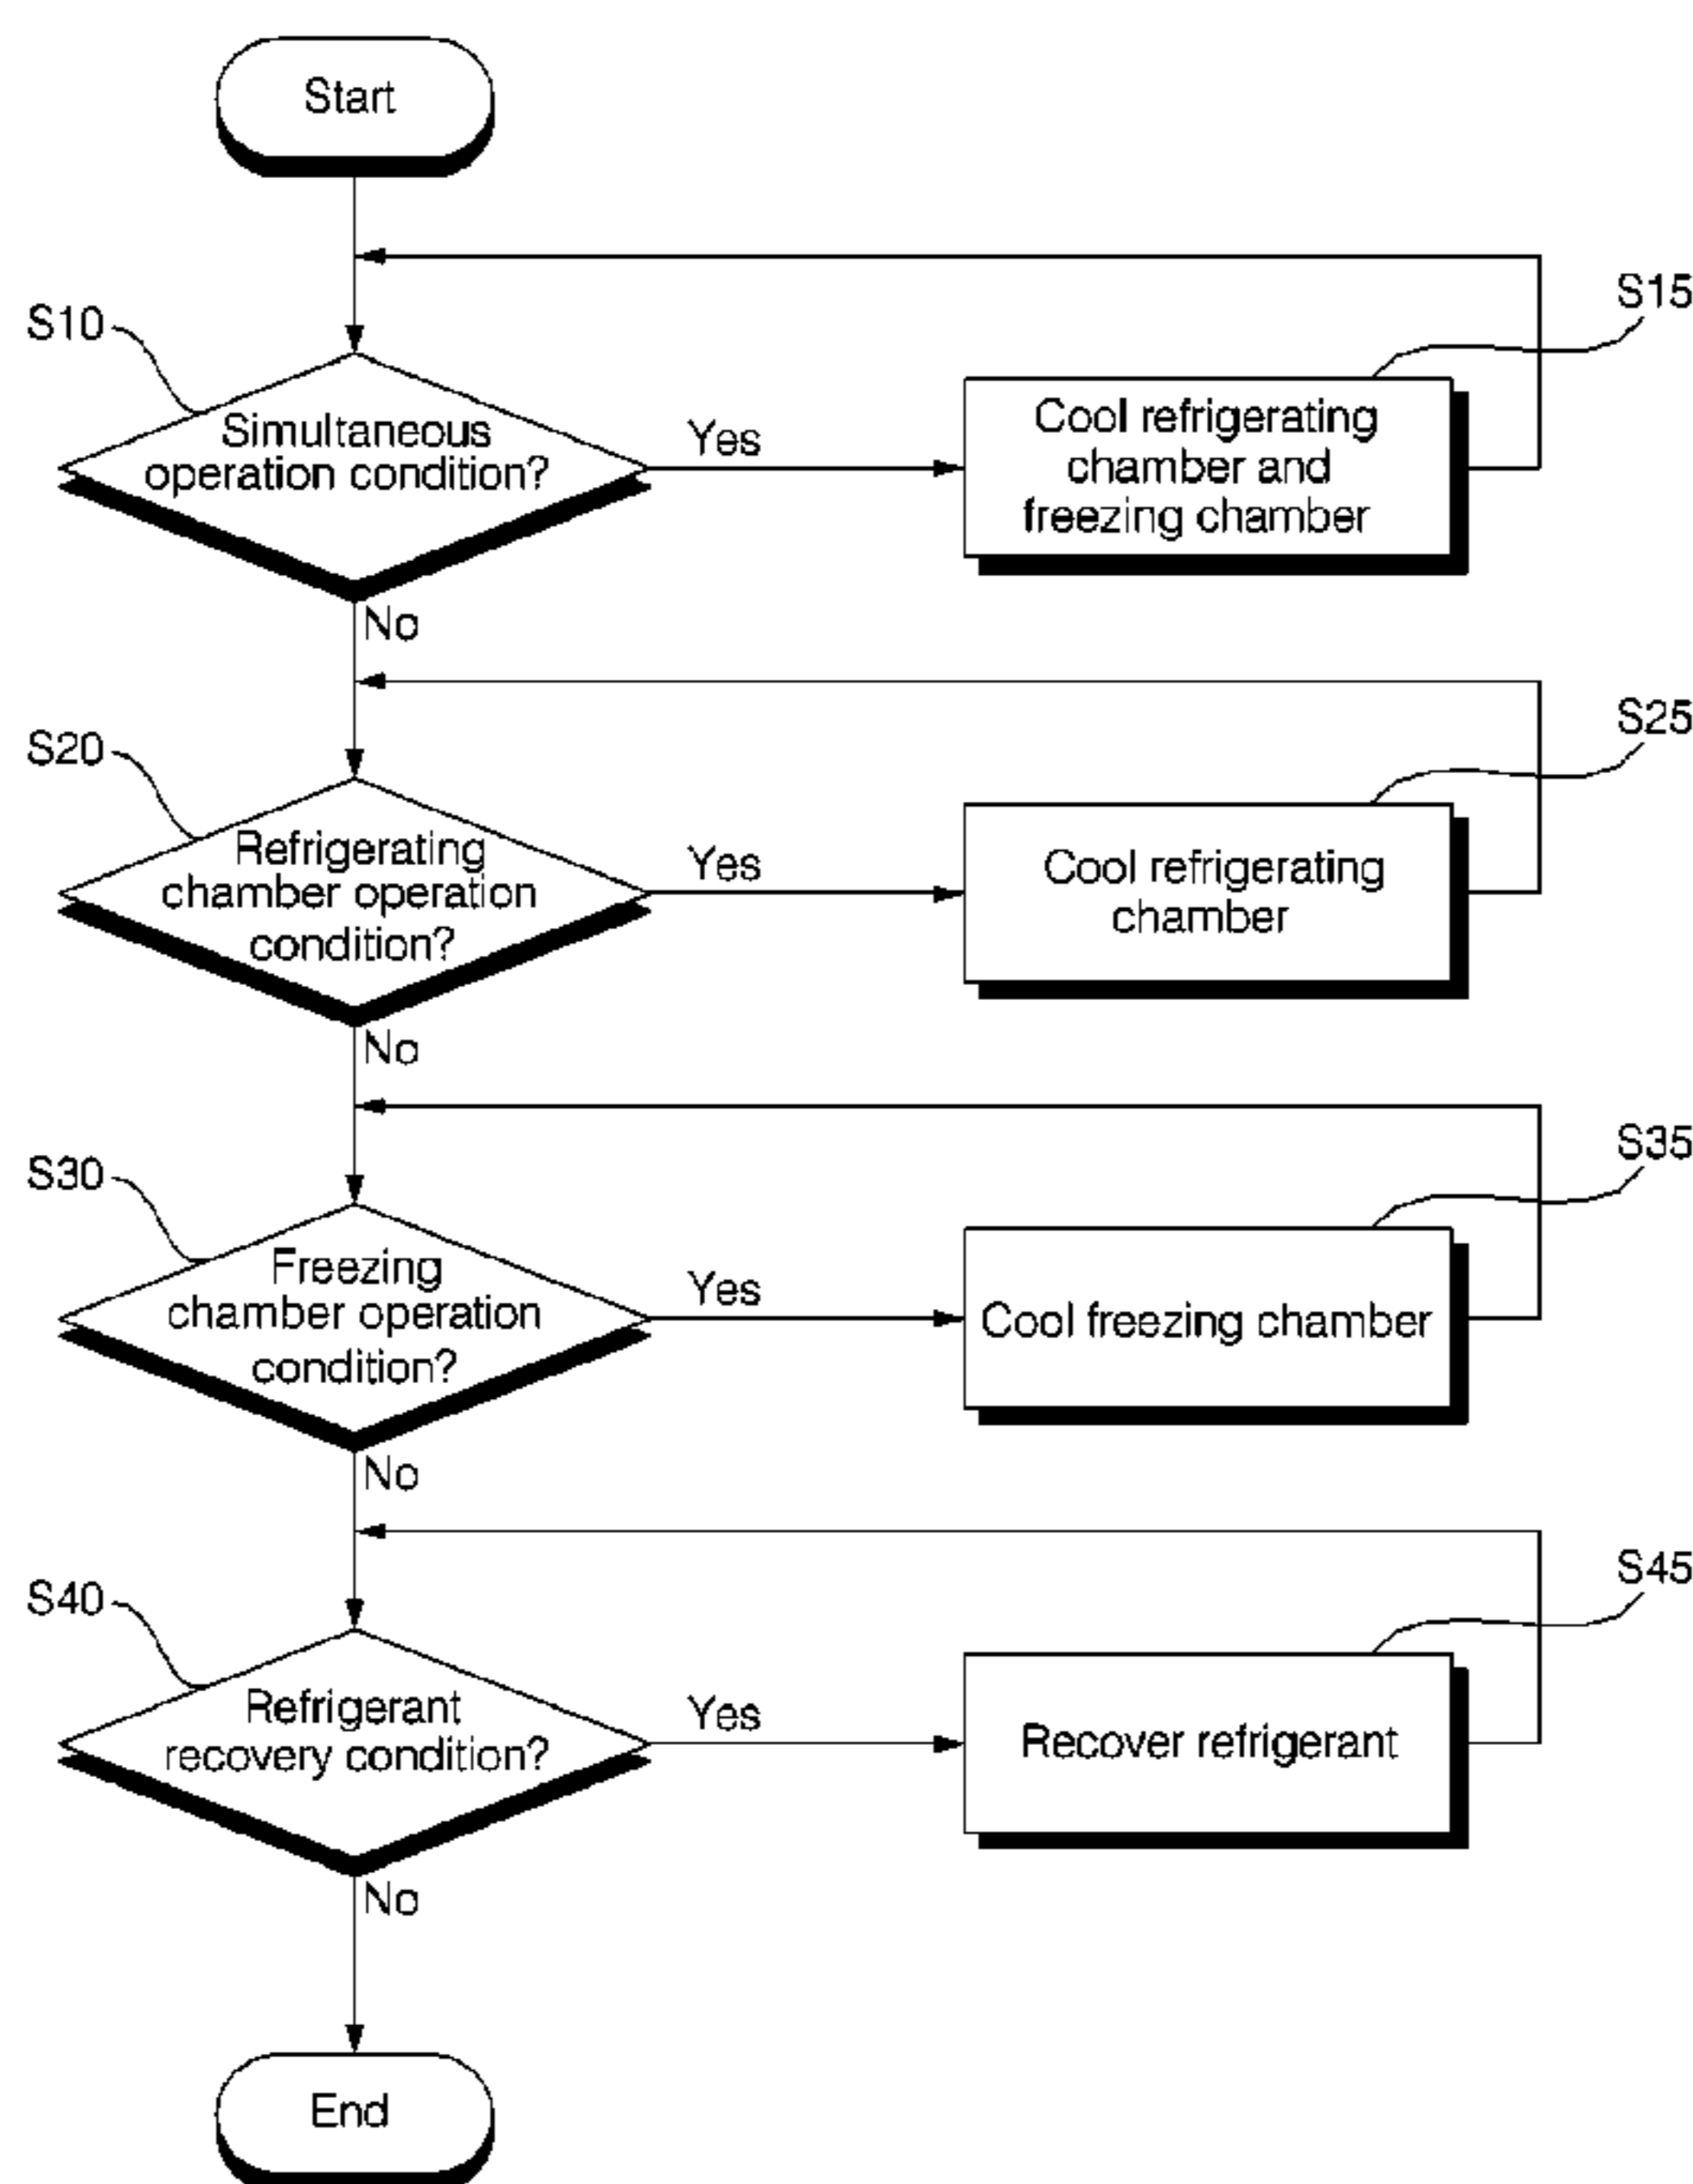 Start
S10
Simultaneous
operation condition?
Yes
S15
Cool refrigerating
chamber and
freezing chamber
No
S20
Refrigerating
chamber operation
condition?
Yes
S25
Cool refrigerating
chamber
No
S30
Freezing
chamber operation
condition?
Yes
S35
Cool freezing chamber
No
S40
Refrigerant
recovery condition?
Yes
S45
Recover refrigerant
No
End